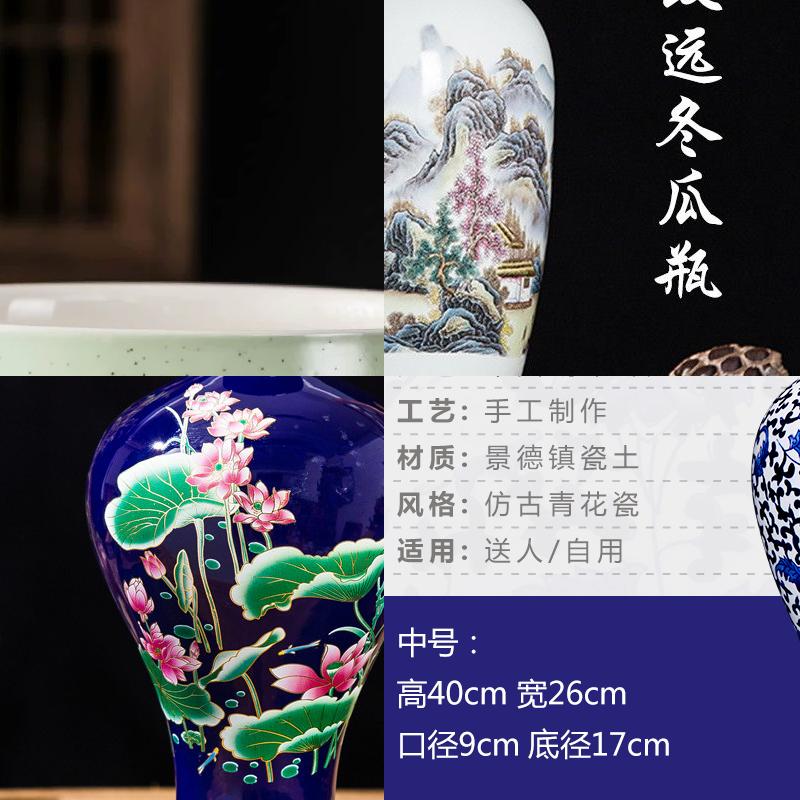 远冬瓜瓶
工艺: 手工制作
材质: 景德镇瓷土
风格: 仿古青花瓷
适用: 送人/自用
中号：
高40cm 宽26cm
口径9cm 底径17cm